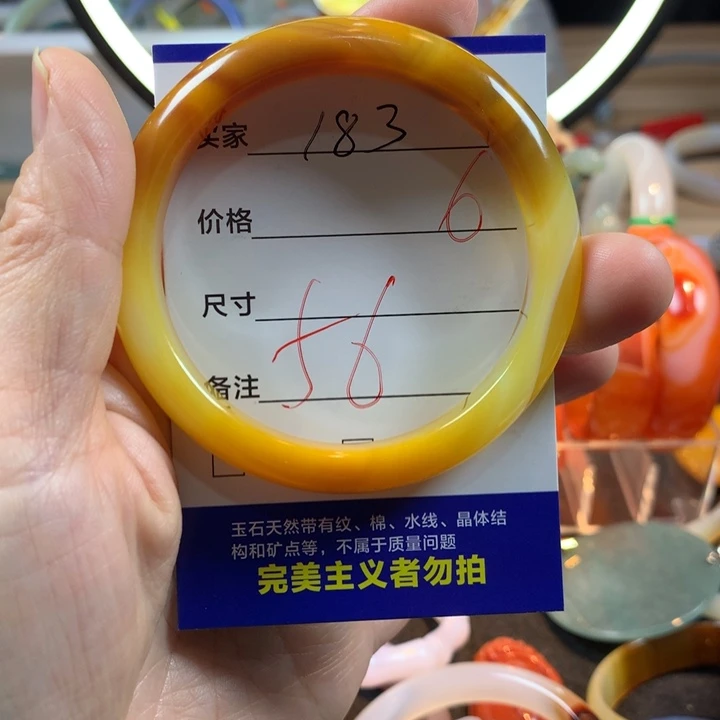 买家 183
6
价格
尺寸
56
备注
玉石天然带有纹、棉、水线、晶体结
构和矿点等，不属于质量问题
完美主义者勿拍